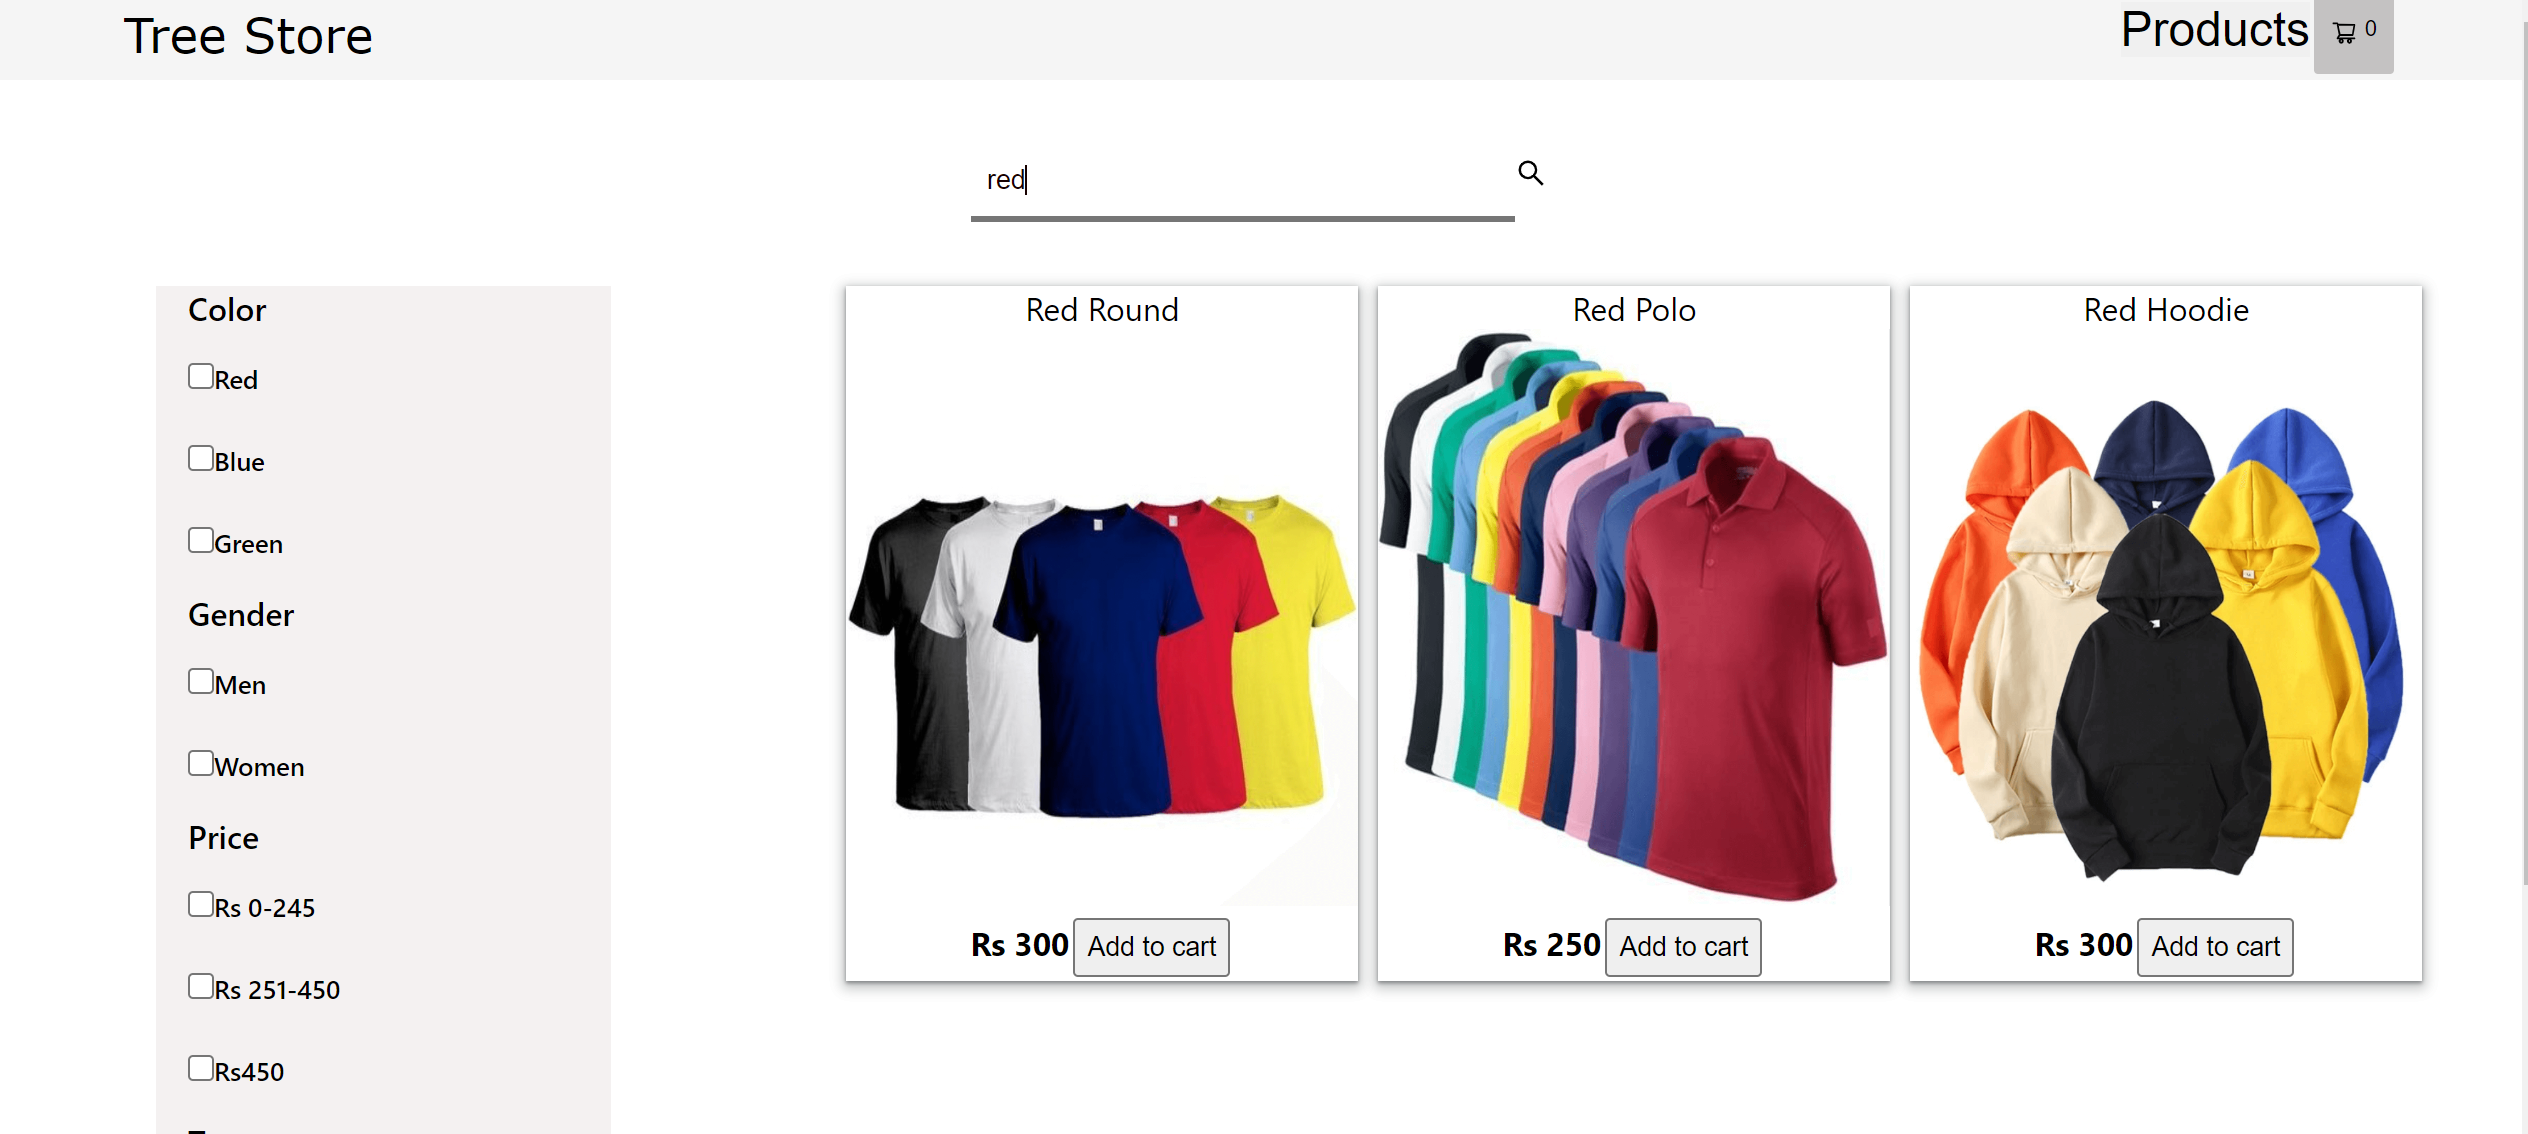 Tree Store
Products 0
red
Color
Red
Blue
Green
Gender
Men
Women
Price
Rs 0-245
Rs 251-450
Rs450
Red Round
Rs 300 Add to cart
Red Polo
Rs 250 Add to cart
Red Hoodie
Rs 300 Add to cart